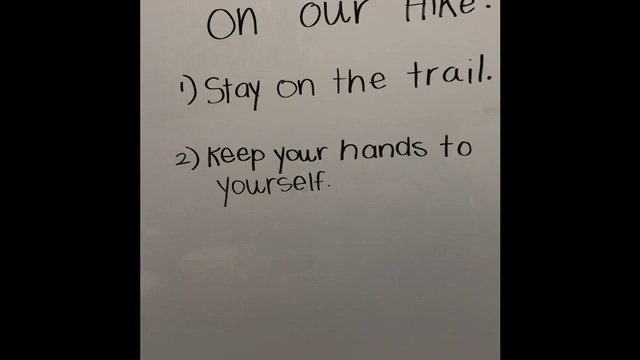 on our Hike.
1) Stay on the trail.
2) Keep your hands to
yourself.